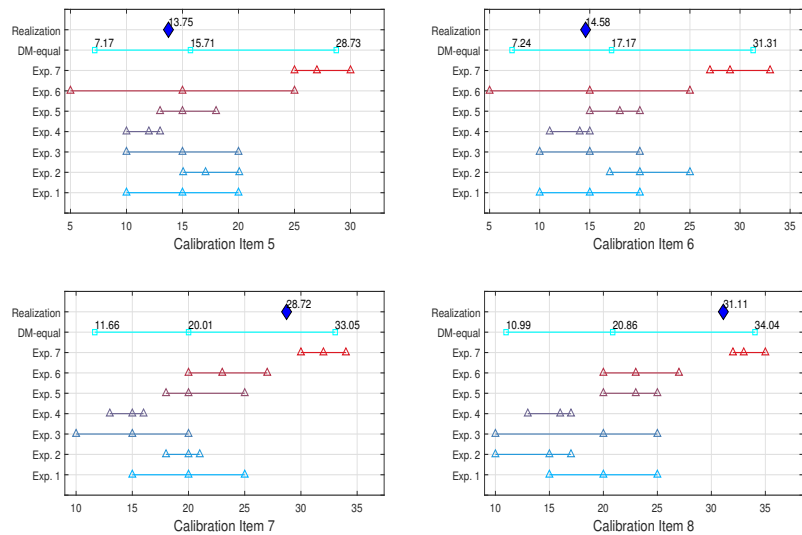 Realization 13.75
DM-equal 7.17 15.71 28.73
Exp. 7
Exp. 6
Exp. 5
Exp. 4
Exp. 3
Exp. 2
Exp. 1
5 10 15 20 25 30
Calibration Item 5
Realization 14.58
DM-equal 7.24 17.17 31.31
Exp. 7
Exp. 6
Exp. 5
Exp. 4
Exp. 3
Exp. 2
Exp. 1
5 10 15 20 25 30 35
Calibration Item 6
Realization 28.72
DM-equal 11.66 20.01 33.05
Exp. 7
Exp. 6
Exp. 5
Exp. 4
Exp. 3
Exp. 2
Exp. 1
10 15 20 25 30 35
Calibration Item 7
Realization 31.11
DM-equal 10.99 20.86 34.04
Exp. 7
Exp. 6
Exp. 5
Exp. 4
Exp. 3
Exp. 2
Exp. 1
10 15 20 25 30 35
Calibration Item 8